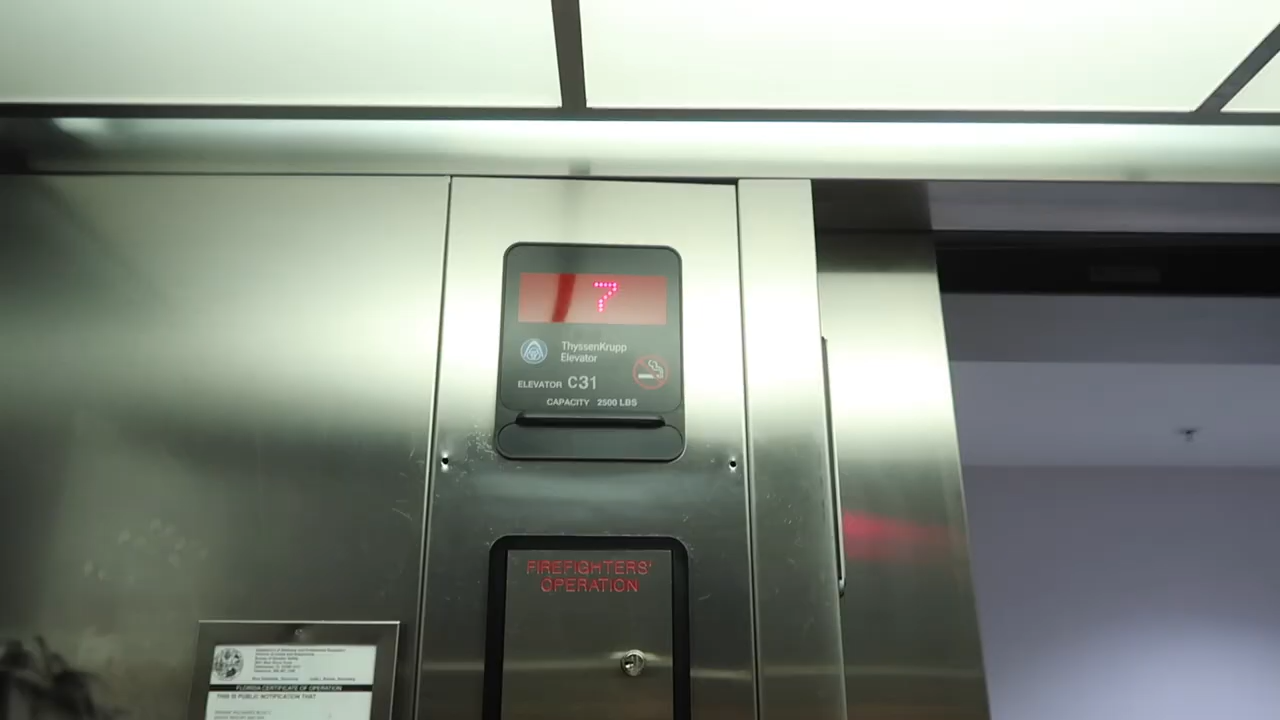 7
ThyssenKrupp
Elevator
ELEVATOR C31
CAPACITY 2500 LBS
FIREFIGHTERS'
OPERATION
FLORIDA CERTIFICATE OF OPERATION
THIS IS PUBLIC NOTIFICATION THAT